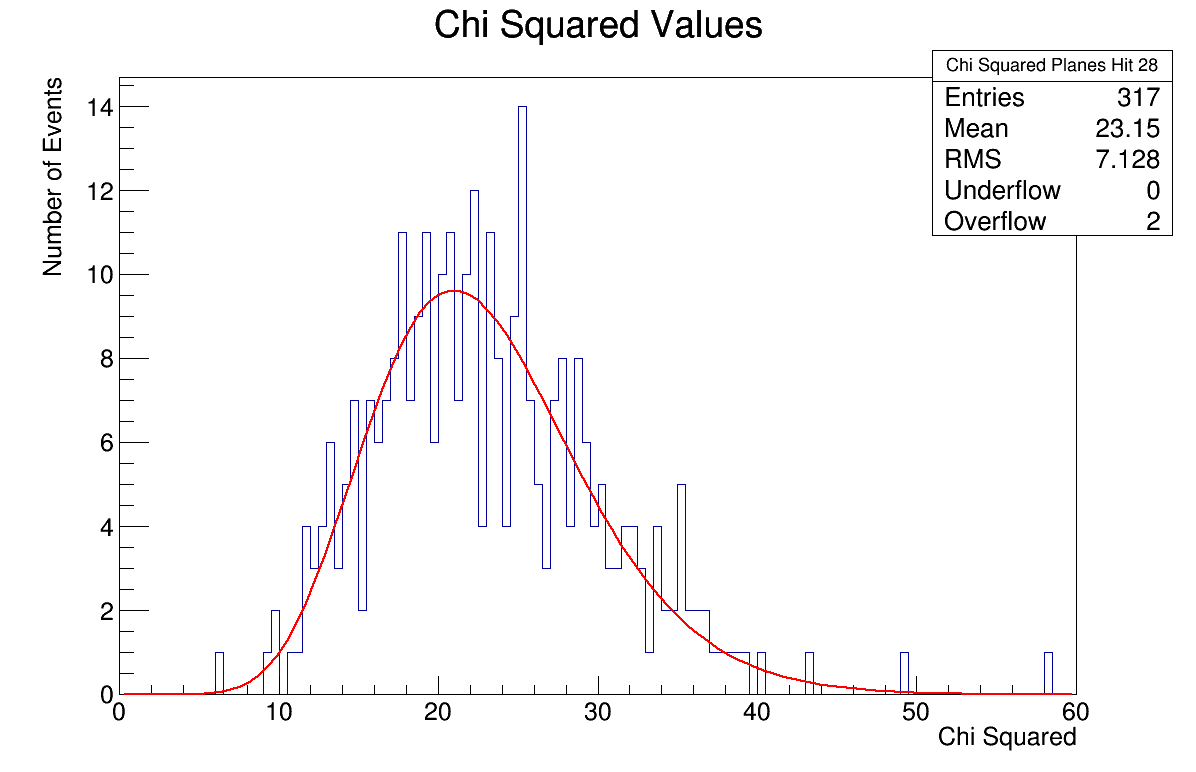 Chi Squared Values
Chi Squared Planes Hit 28
Entries 317
Mean 23.15
RMS 7.128
Underflow 0
Overflow 2
Number of Events
14
12
10
8
6
4
2
0
0 10 20 30 40 50 60
Chi Squared